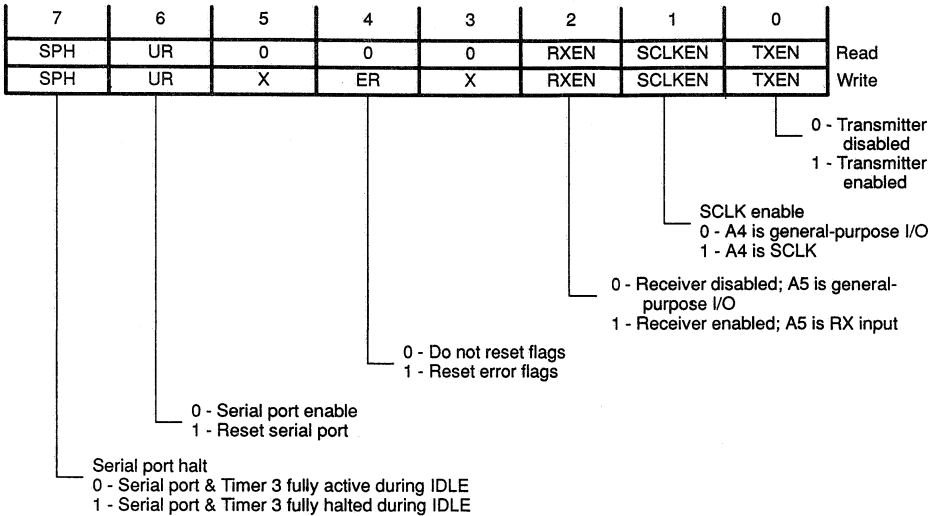 7 6 5 4 3 2 1 0
SPH UR 0 0 0 RXEN SCLKEN TXEN Read
SPH UR X ER X RXEN SCLKEN TXEN Write
0 - Transmitter
disabled
1 - Transmitter
enabled
SCLK enable
0 - A4 is general-purpose I/O
1 - A4 is SCLK
0 - Receiver disabled; A5 is general-
purpose I/O
1 - Receiver enabled; A5 is RX input
0 - Do not reset flags
1 - Reset error flags
0 - Serial port enable
1 - Reset serial port
Serial port halt
0 - Serial port & Timer 3 fully active during IDLE
1 - Serial port & Timer 3 fully halted during IDLE